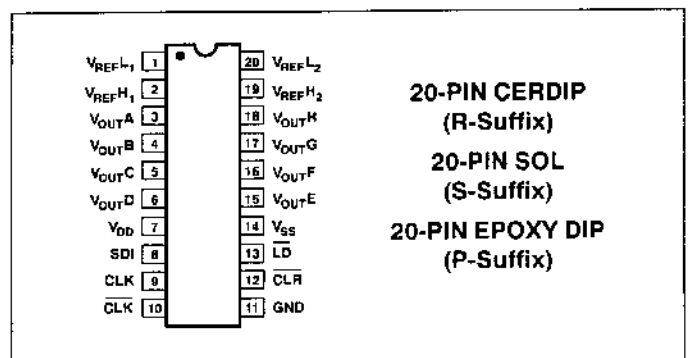 VREFL1 1 20 VREFL2
VREFH1 2 19 VREFH2
VOUTA 3 18 VOUTH
VOUTB 4 17 VOUTG
VOUTC 5 16 VOUTF
VOUTD 6 15 VOUTE
VDD 7 14 VSS
SDI 8 13 LD
CLK 9 12 CLR
CLK 10 11 GND
20-PIN CERDIP
(R-Suffix)
20-PIN SOL
(S-Suffix)
20-PIN EPOXY DIP
(P-Suffix)